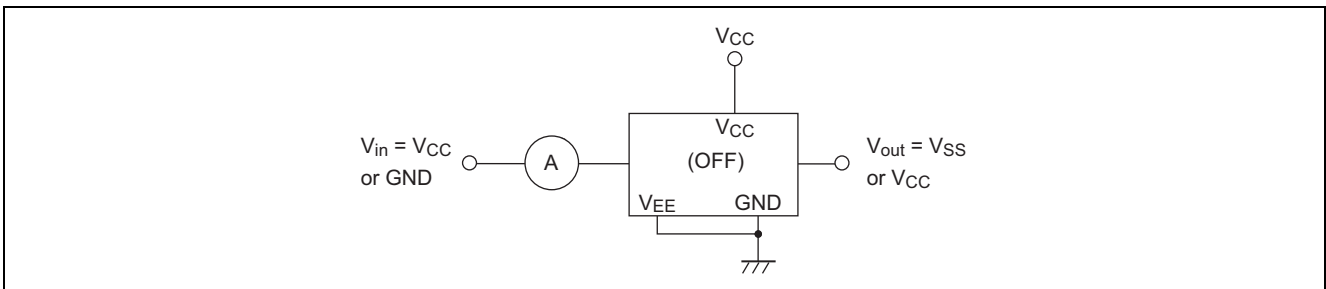 VCC
VCC
Vin = VCC
or GND
A
(OFF)
Vout = VSS
or VCC
VEE
GND